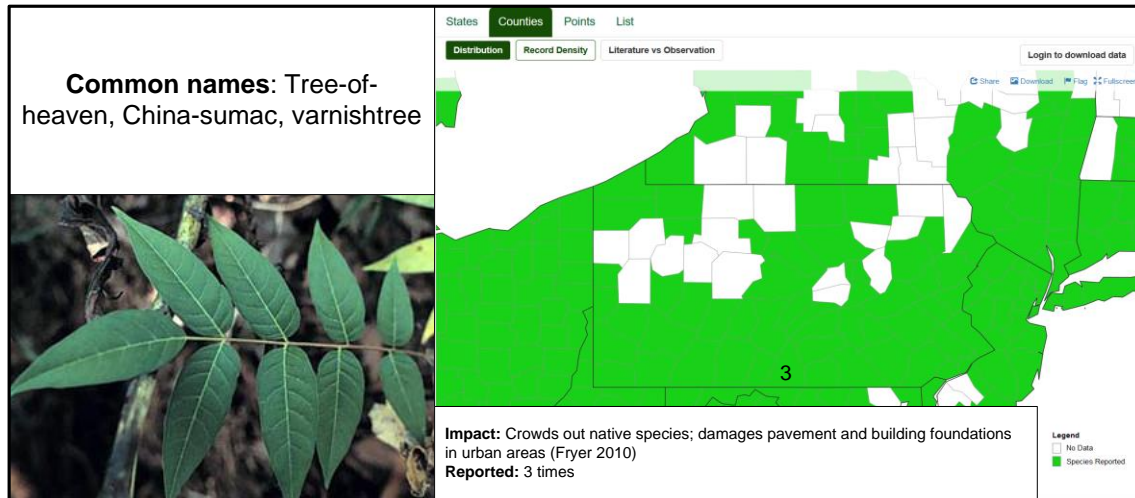 States Counties Points List
Distribution Record Density Literature vs Observation
Login to download data
Share Download Flag Fullscreen
Common names: Tree-of-
heaven, China-sumac, varnishtree
3
Impact: Crowds out native species; damages pavement and building foundations
in urban areas (Fryer 2010)
Reported: 3 times
Legend
No Data
Species Reported